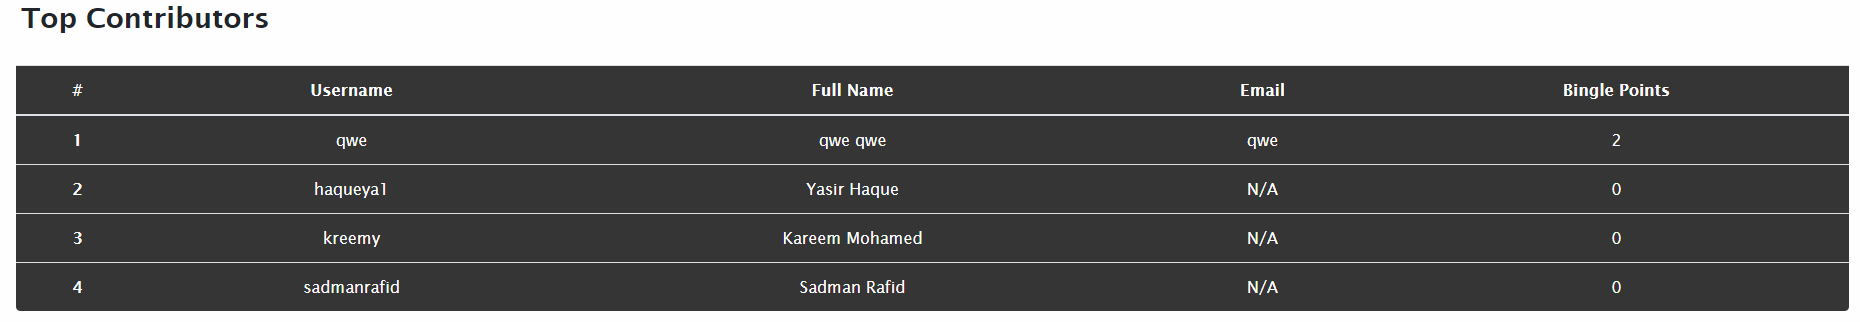 Top Contributors
# Username Full Name Email Bingle Points
1 qwe qwe qwe qwe 2
2 haqueya1 Yasir Haque N/A 0
3 kreemy Kareem Mohamed N/A 0
4 sadmanrafid Sadman Rafid N/A 0